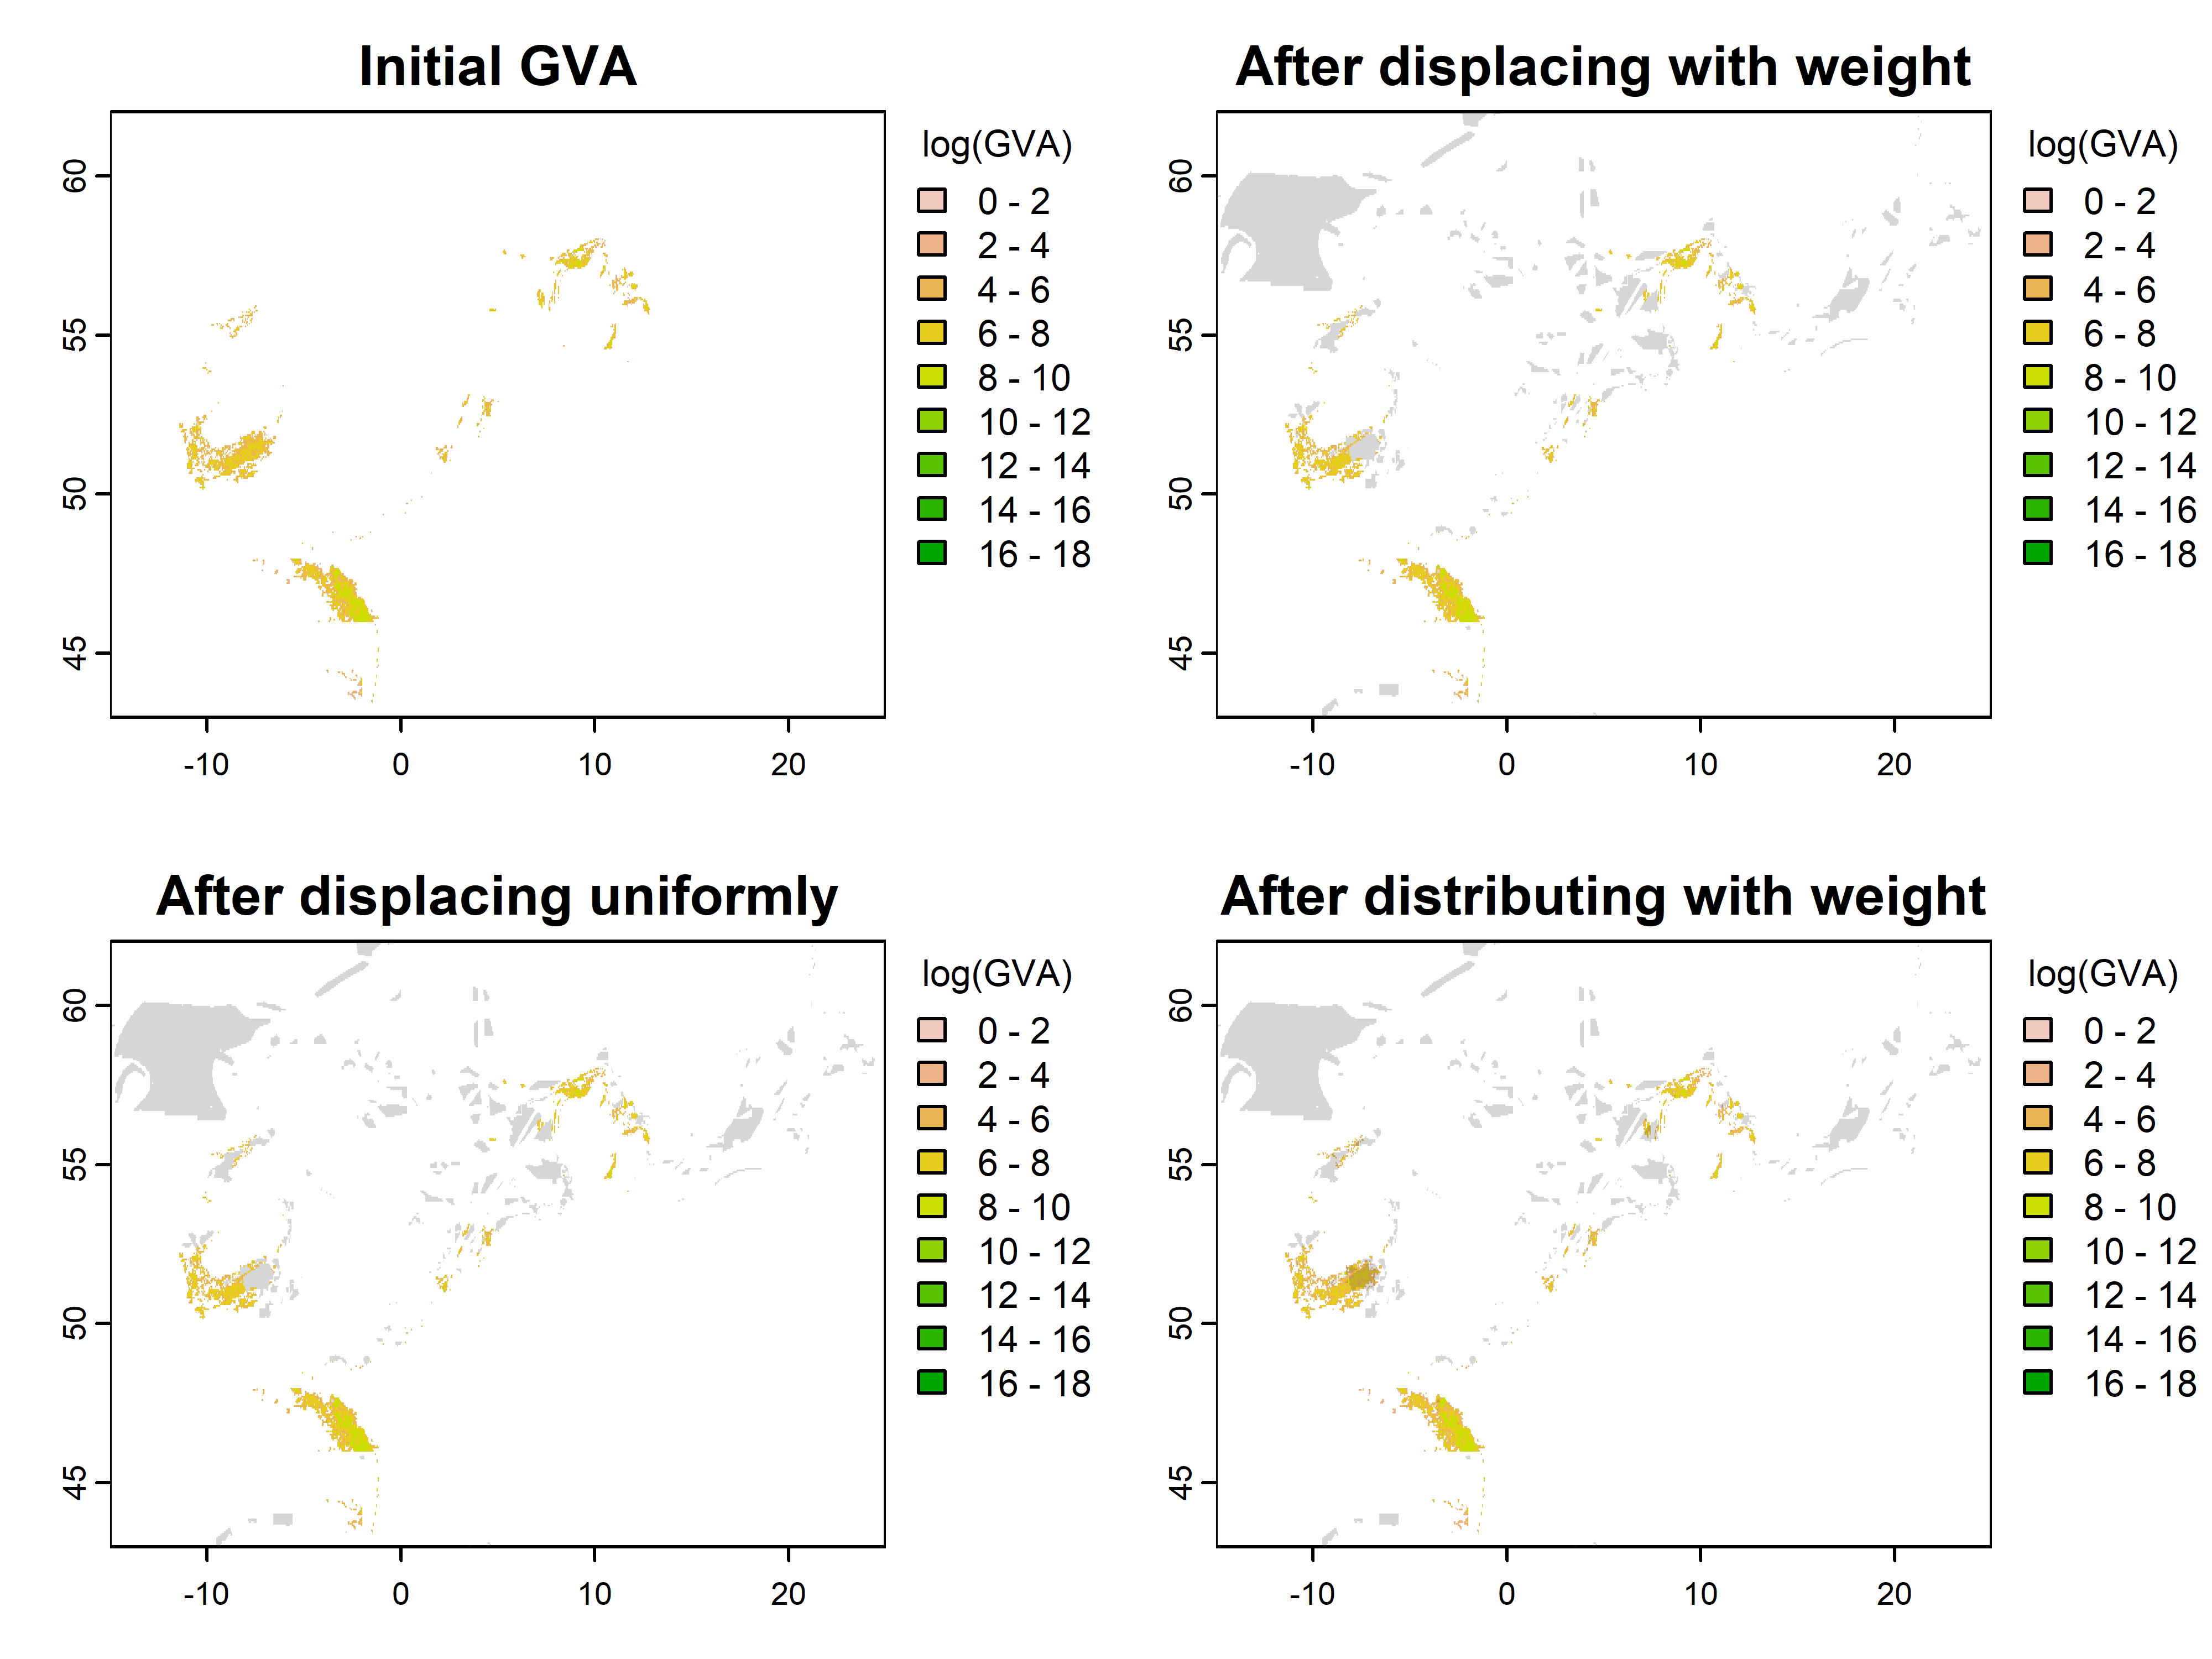 Initial GVA
60
55
50
45
-10
0
10
20
log(GVA)
0 - 2
2 - 4
4 - 6
6 - 8
8 - 10
10 - 12
12 - 14
14 - 16
16 - 18
After displacing with weight
60
55
50
45
-10
0
10
20
log(GVA)
0 - 2
2 - 4
4 - 6
6 - 8
8 - 10
10 - 12
12 - 14
14 - 16
16 - 18
After displacing uniformly
60
55
50
45
-10
0
10
20
log(GVA)
0 - 2
2 - 4
4 - 6
6 - 8
8 - 10
10 - 12
12 - 14
14 - 16
16 - 18
After distributing with weight
60
55
50
45
-10
0
10
20
log(GVA)
0 - 2
2 - 4
4 - 6
6 - 8
8 - 10
10 - 12
12 - 14
14 - 16
16 - 18